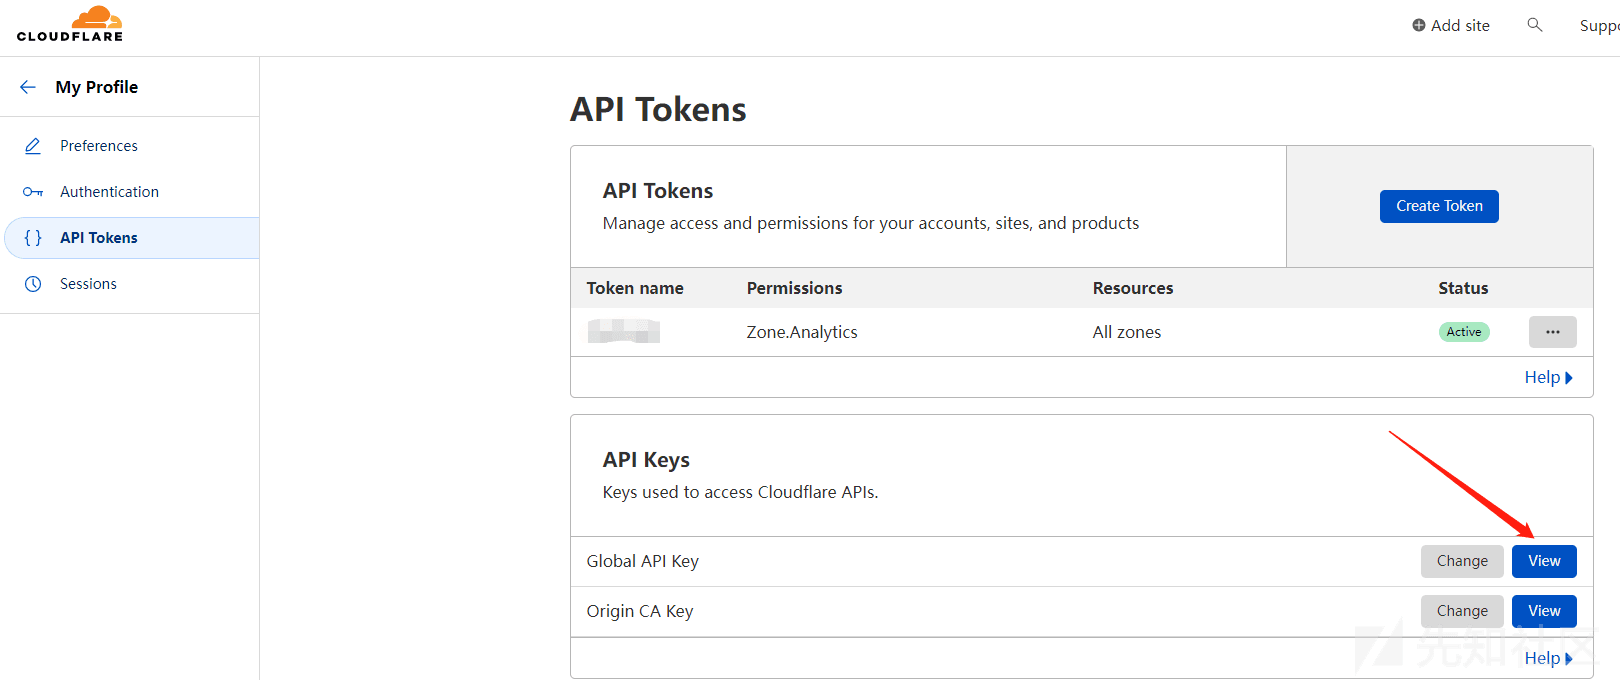 CLOUDFLARE
Add site
Suppo
My Profile
Preferences
Authentication
API Tokens
Sessions
API Tokens
API Tokens
Manage access and permissions for your accounts, sites, and products
Create Token
Token name Permissions Resources Status
Zone.Analytics All zones Active
Help
API Keys
Keys used to access Cloudflare APIs.
Global API Key Change View
Origin CA Key Change View
先知社区
Help